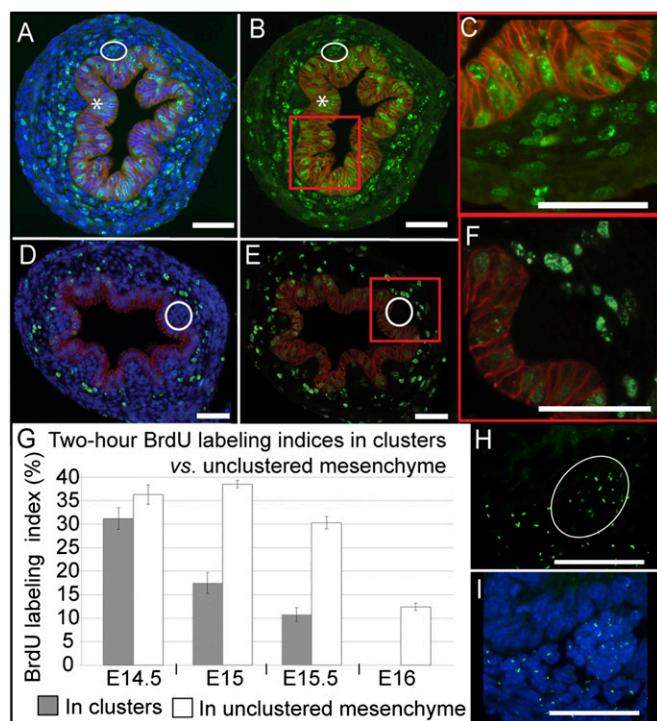 A
B
C
*
*
D
E
F
G Two-hour BrdU labeling indices in clusters
vs. unclustered mesenchyme
BrdU labeling index (%)
40
35
30
25
20
15
10
5
0
E14.5 E15 E15.5 E16
In clusters In unclustered mesenchyme
H
I